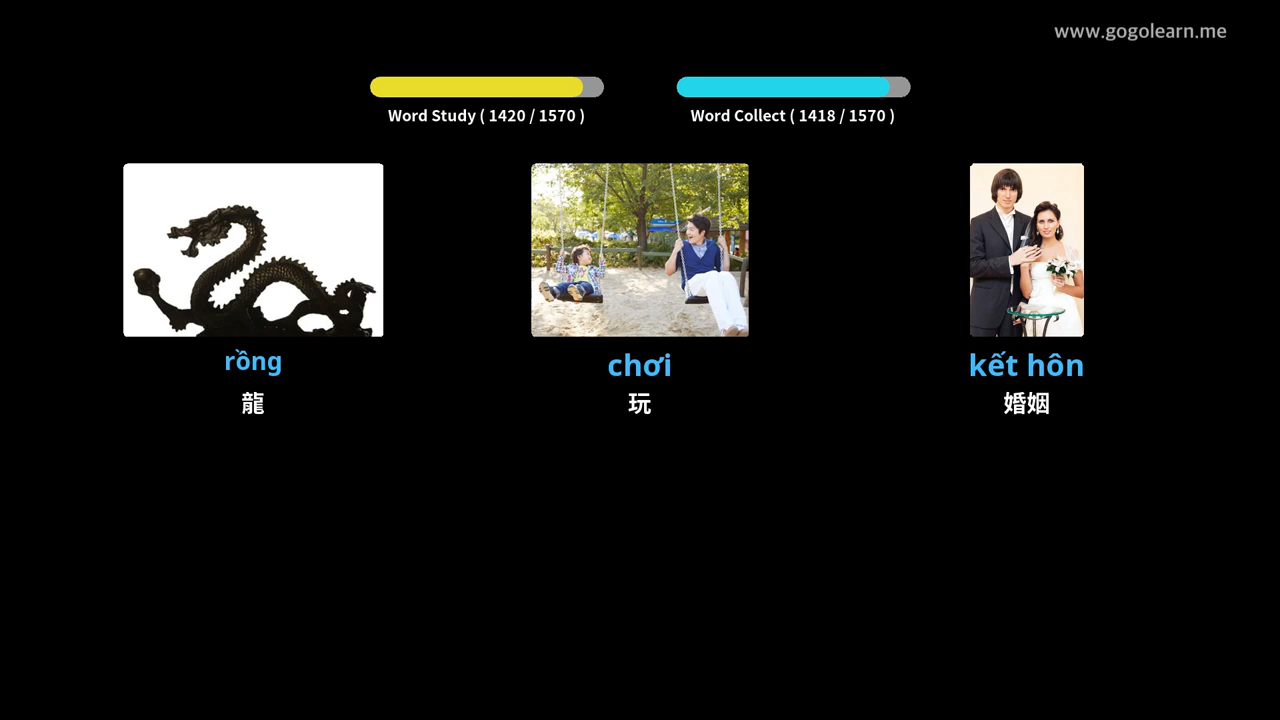 www.gogolearn.me
Word Study ( 1420 / 1570 )
Word Collect ( 1418 / 1570 )
rồng
龍
chơi
玩
kết hôn
婚姻